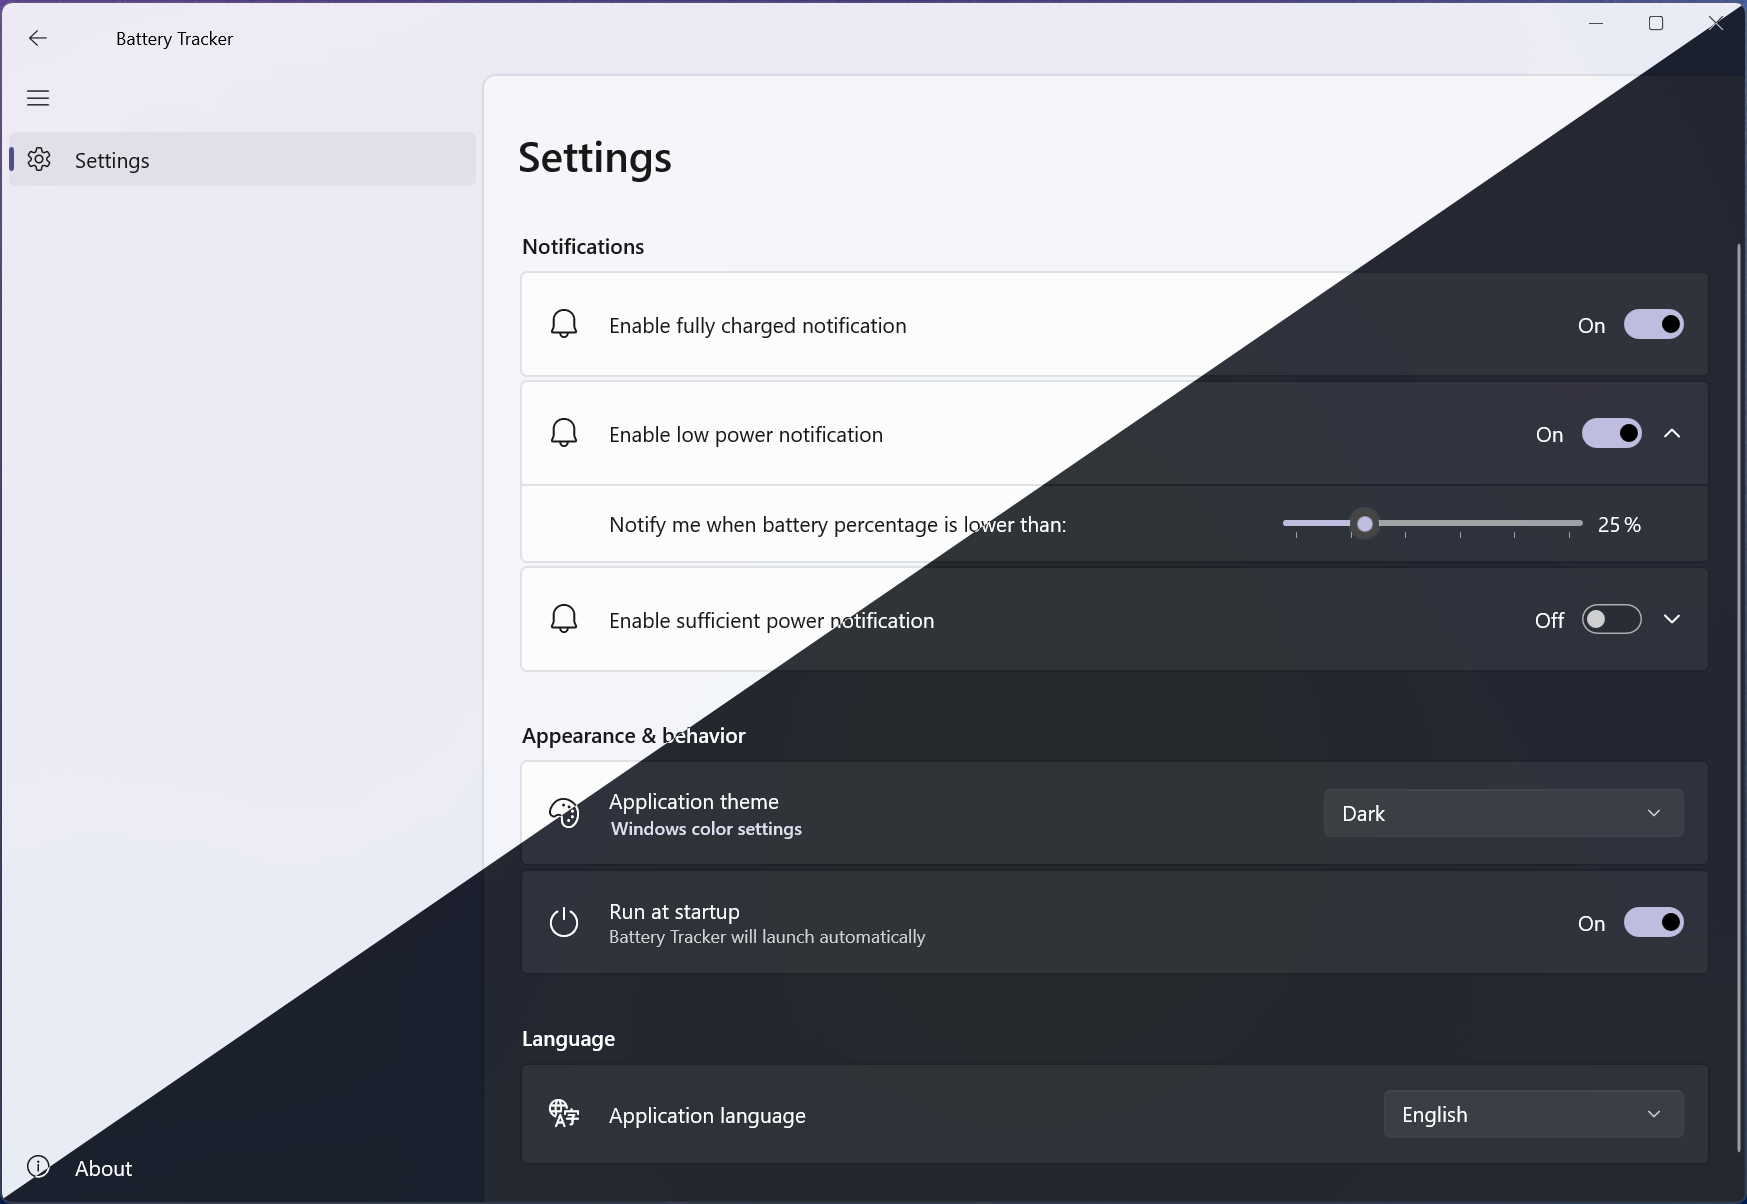 Battery Tracker
Settings
Settings
Notifications
Enable fully charged notification
On
Enable low power notification
On
Notify me when battery percentage is lower than:
25%
Enable sufficient power notification
Off
Appearance & behavior
Application theme
Windows color settings
Dark
Run at startup
Battery Tracker will launch automatically
On
Language
Application language
English
About